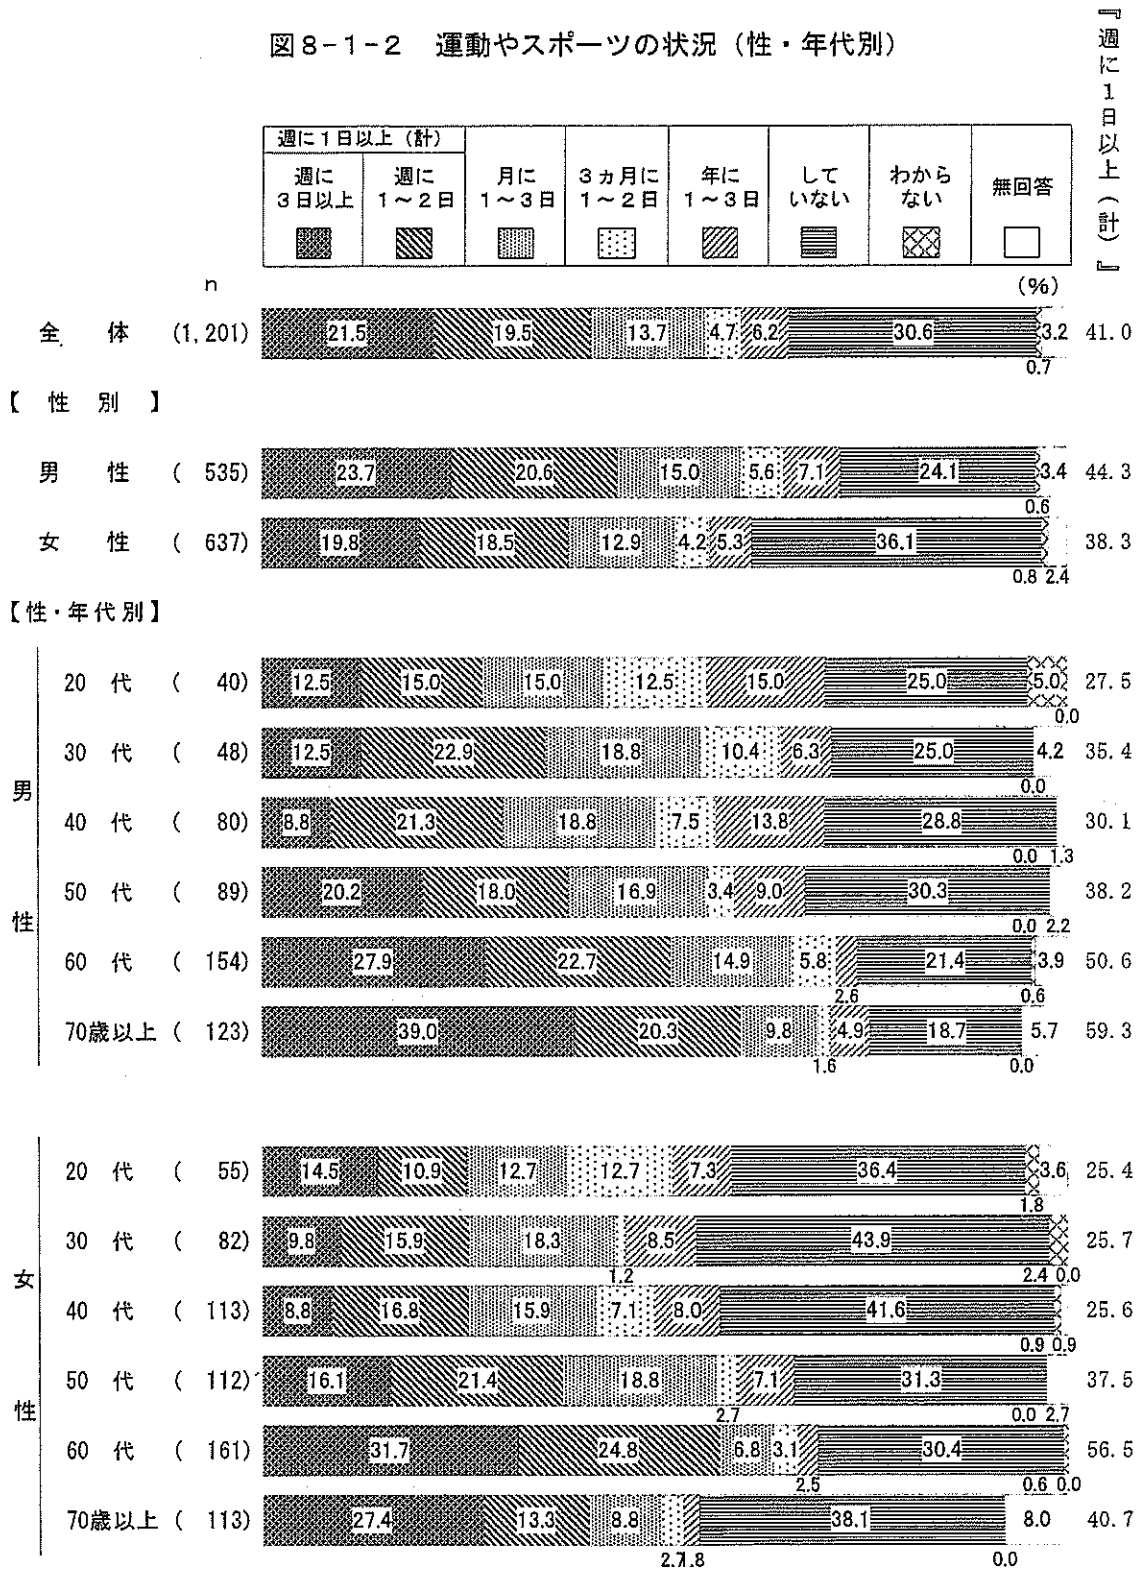 図8-1-2 運動やスポーツの状況（性・年代別）
『週に1日以上（計）』
週に1日以上（計）
週に3日以上
週に1～2日
月に1～3日
3ヵ月に1～2日
年に1～3日
していない
わからない
無回答
n
(%)
全体 (1,201) 21.5 19.5 13.7 4.7 6.2 30.6 3.2 41.0
0.7
【性別】
男性 ( 535) 23.7 20.6 15.0 5.6 7.1 24.1 3.4 44.3
0.6
女性 ( 637) 19.8 18.5 12.9 4.2 5.3 36.1 38.3
0.8 2.4
【性・年代別】
男性
20代 ( 40) 12.5 15.0 15.0 12.5 15.0 25.0 5.0 27.5
0.0
30代 ( 48) 12.5 22.9 18.8 10.4 6.3 25.0 4.2 35.4
0.0
40代 ( 80) 8.8 21.3 18.8 7.5 13.8 28.8 30.1
0.0 1.3
50代 ( 89) 20.2 18.0 16.9 3.4 9.0 30.3 38.2
0.0 2.2
60代 ( 154) 27.9 22.7 14.9 5.8 21.4 3.9 50.6
2.6 0.6
70歳以上 ( 123) 39.0 20.3 9.8 4.9 18.7 5.7 59.3
1.6 0.0
女性
20代 ( 55) 14.5 10.9 12.7 12.7 7.3 36.4 3.6 25.4
1.8
30代 ( 82) 9.8 15.9 18.3 8.5 43.9 25.7
1.2 2.4 0.0
40代 ( 113) 8.8 16.8 15.9 7.1 8.0 41.6 25.6
0.9 0.9
50代 ( 112) 16.1 21.4 18.8 7.1 31.3 37.5
2.7 0.0 2.7
60代 ( 161) 31.7 24.8 6.8 3.1 30.4 56.5
2.5 0.6 0.0
70歳以上 ( 113) 27.4 13.3 8.8 38.1 8.0 40.7
2.7 1.8 0.0